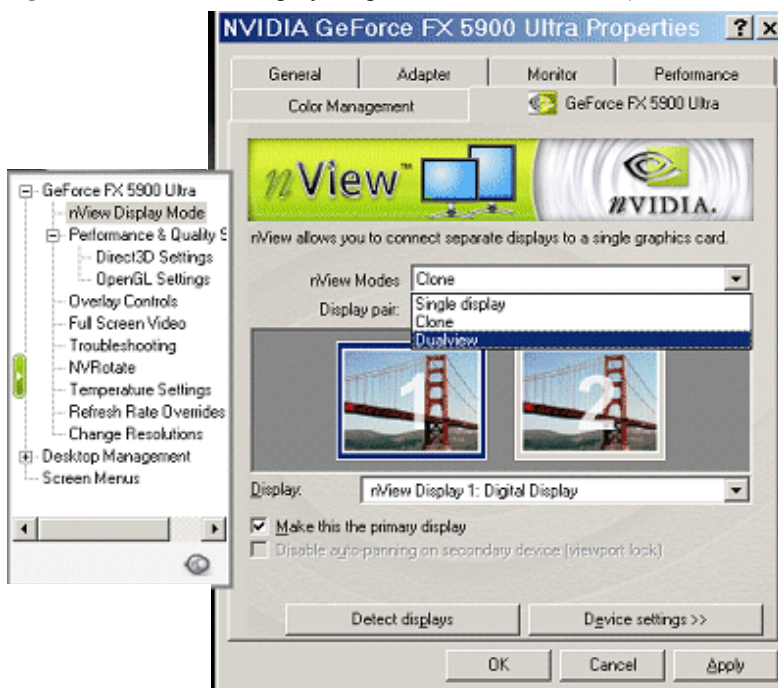 NVIDIA GeForce FX 5900 Ultra Properties
General Adapter Monitor Performance
Color Management GeForce FX 5900 Ultra
nView™
NVIDIA.
nView allows you to connect separate displays to a single graphics card.
nView Modes Clone
Display pair: Single display
Clone
Dualview
1 2
Display: nView Display 1: Digital Display
Make this the primary display
Disable auto-panning on secondary device (viewport lock)
Detect displays Device settings >>
OK Cancel Apply
GeForce FX 5900 Ultra
nView Display Mode
Performance & Quality S
Direct3D Settings
OpenGL Settings
Overlay Controls
Full Screen Video
Troubleshooting
NVRotate
Temperature Settings
Refresh Rate Overrides
Change Resolutions
Desktop Management
Screen Menus